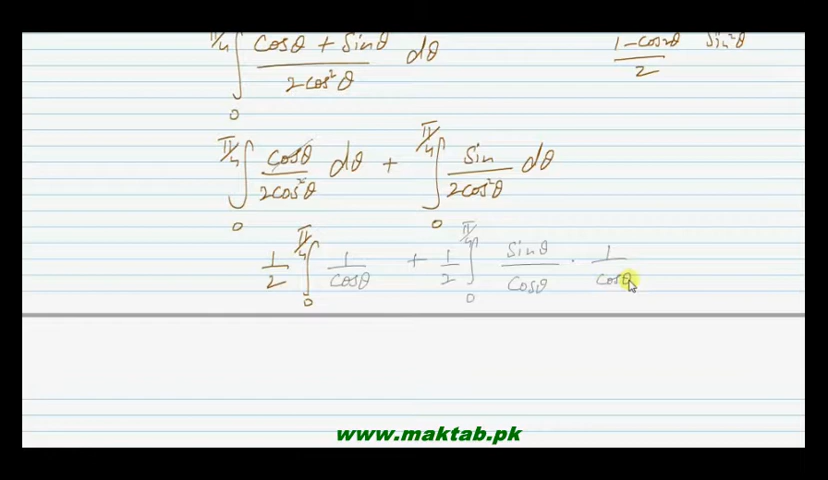 π/4 ∫ 0 cosθ + sinθ / 2cos²θ dθ 1-cos2θ / 2 sin²θ
π/4 ∫ 0 cosθ / 2cos²θ dθ + π/4 ∫ 0 sin / 2cos²θ dθ
1/2 π/4 ∫ 0 1 / cosθ + 1/2 π/4 ∫ 0 sinθ / cosθ · 1 / cosθ
www.maktab.pk